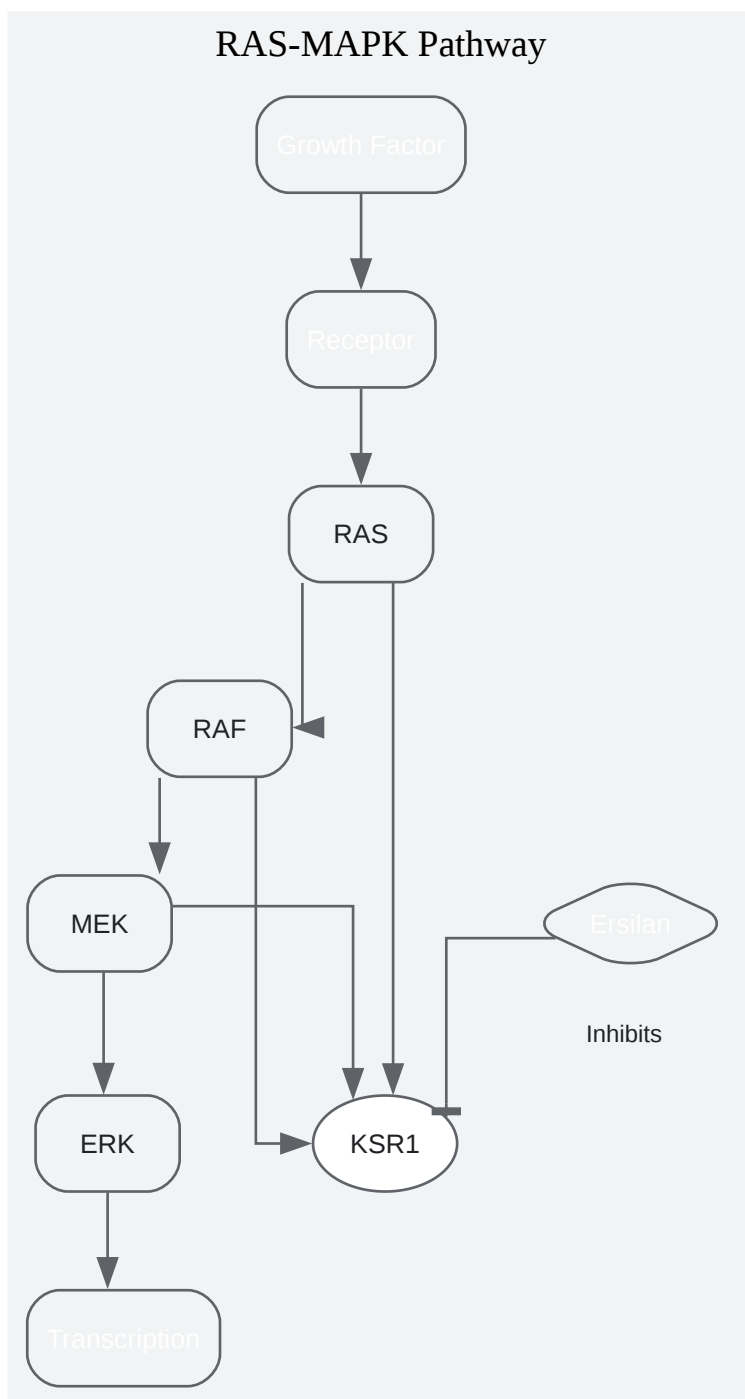 RAS-MAPK Pathway
Growth Factor
Receptor
RAS
RAF
MEK
Ersilan
Inhibits
ERK
KSR1
Transcription